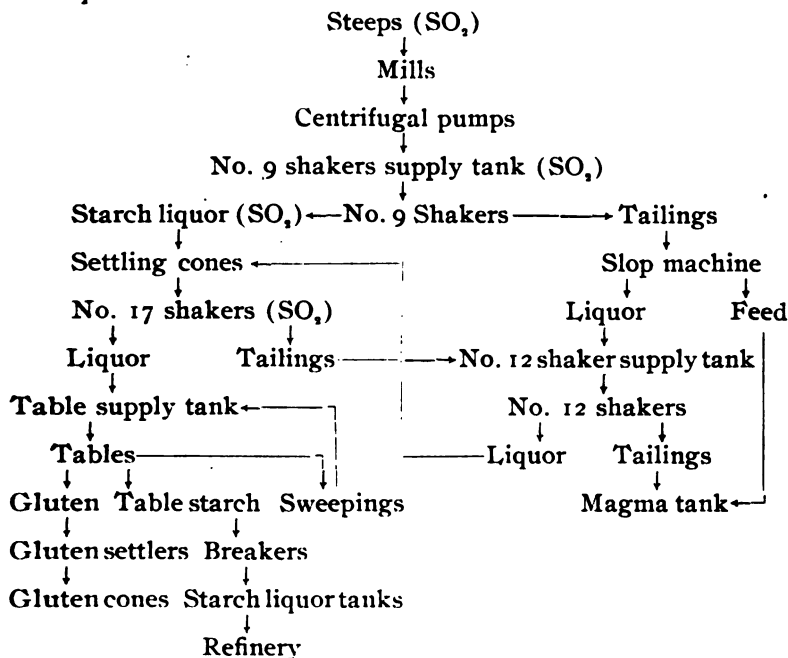 Steeps (SO₂)
Mills
Centrifugal pumps
No. 9 shakers supply tank (SO₂)
Starch liquor (SO₂) No. 9 Shakers Tailings
Settling cones Slop machine
No. 17 shakers (SO₂) Liquor Feed
Liquor Tailings No. 12 shaker supply tank
Table supply tank No. 12 shakers
Tables Liquor Tailings
Gluten Table starch Sweepings Magma tank
Gluten settlers Breakers
Gluten cones Starch liquor tanks
Refinery